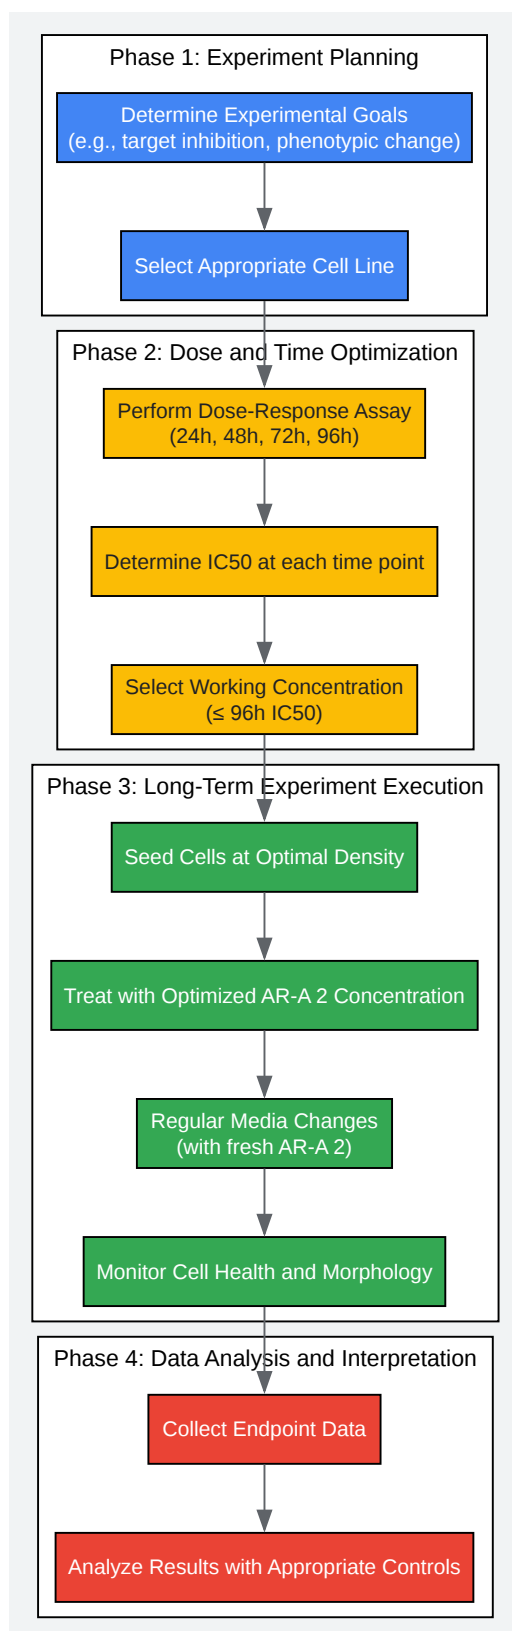 Phase 1: Experiment Planning
Determine Experimental Goals
(e.g., target inhibition, phenotypic change)
Select Appropriate Cell Line
Phase 2: Dose and Time Optimization
Perform Dose-Response Assay
(24h, 48h, 72h, 96h)
Determine IC50 at each time point
Select Working Concentration
(≤ 96h IC50)
Phase 3: Long-Term Experiment Execution
Seed Cells at Optimal Density
Treat with Optimized AR-A 2 Concentration
Regular Media Changes
(with fresh AR-A 2)
Monitor Cell Health and Morphology
Phase 4: Data Analysis and Interpretation
Collect Endpoint Data
Analyze Results with Appropriate Controls